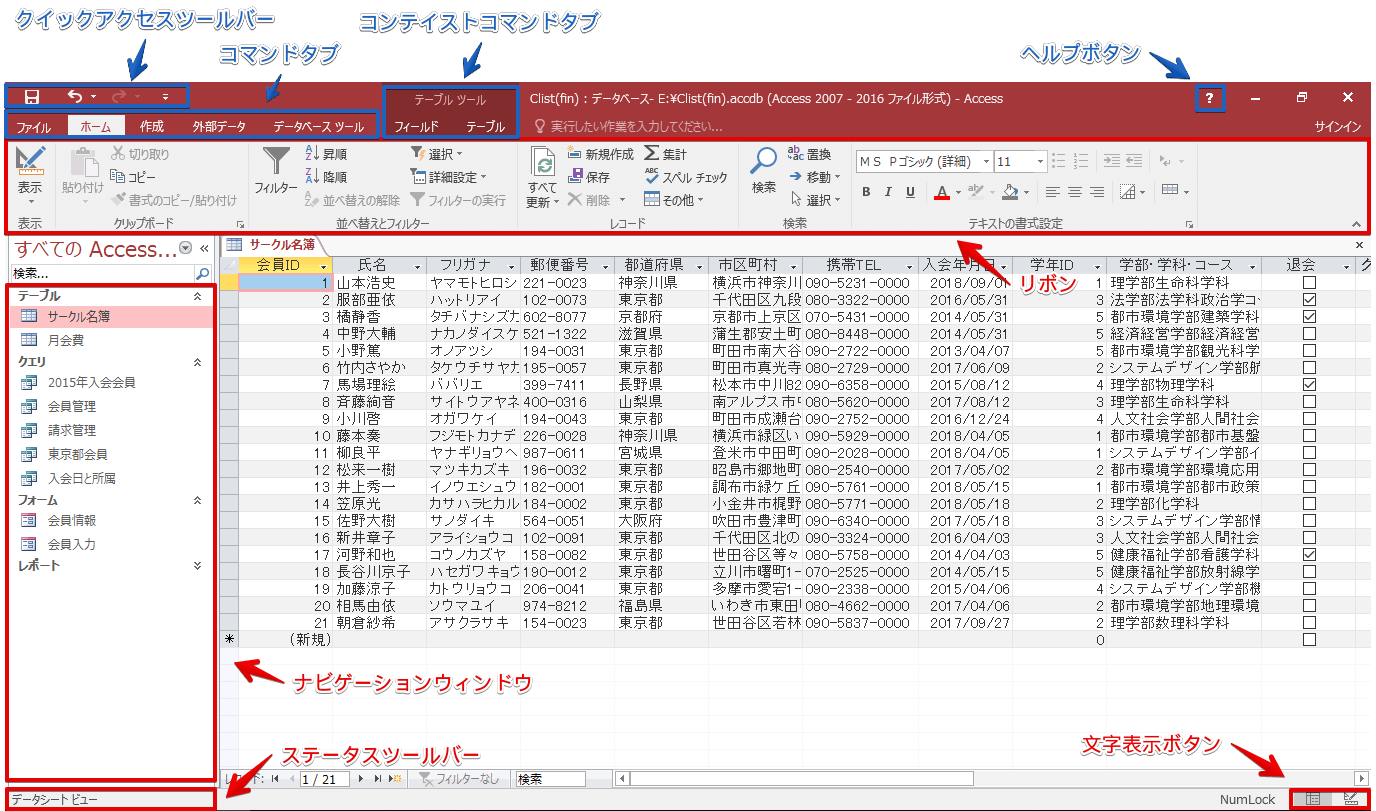 クイックアクセスツールバー
コマンドタブ
コンテイストコマンドタブ
ヘルプボタン
テーブル ツール
Clist(fin) : データベース- E:¥Clist(fin).accdb (Access 2007 - 2016 ファイル形式) - Access
?
ファイル ホーム 作成 外部データ データベース ツール フィールド テーブル 実行したい作業を入力してください... サインイン
表示
表示
貼り付け
切り取り
コピー
書式のコピー/貼り付け
クリップボード
フィルター
昇順
降順
並べ替えの解除
選択
詳細設定
フィルターの実行
並べ替えとフィルター
すべて
更新
新規作成
保存
削除
集計
スペル チェック
その他
レコード
検索
置換
移動
選択
検索
ＭＳ Ｐゴシック (詳細) 11
B I U A
テキストの書式設定
リボン
すべての Access...
検索...
テーブル
サークル名簿
月会費
クエリ
2015年入会会員
会員管理
請求管理
東京都会員
入会日と所属
フォーム
会員情報
会員入力
レポート
サークル名簿
会員ID 氏名 フリガナ 郵便番号 都道府県 市区町村 携帯TEL 入会年月日 学年ID 学部・学科・コース 退会 ク
1 山本浩史 ヤマモトヒロシ 221-0023 神奈川県 横浜市神奈川 090-5231-0000 2018/09/01 1 理学部生命科学科
2 服部亜依 ハットリアイ 102-0073 東京都 千代田区九段 080-3322-0000 2016/05/31 3 法学部法学科政治学コー
3 橘静香 タチバナシズカ 602-8077 京都府 京都市上京区 070-5431-0000 2014/05/31 5 都市環境学部建築学科
4 中野大輔 ナカノダイスケ 521-1322 滋賀県 蒲生郡安土町 080-8448-0000 2014/05/31 5 経済経営学部経済経営
5 小野篤 オノアツシ 194-0031 東京都 町田市南大谷 090-2722-0000 2013/04/07 5 都市環境学部観光科学
6 竹内さやか タケウチサヤカ 195-0057 東京都 町田市真光寺 090-2729-0000 2017/06/09 2 システムデザイン学部航
7 馬場理絵 ババリエ 399-7411 長野県 松本市中川82 090-6358-0000 2015/08/12 4 理学部物理学科
8 斉藤絢音 サイトウアヤネ 400-0316 山梨県 南アルプス市 080-5620-0000 2017/08/12 3 理学部生命科学科
9 小川啓 オガワケイ 194-0043 東京都 町田市成瀬台 090-2752-0000 2016/12/24 4 人文社会学部人間社会
10 藤本奏 フジモトカナデ 226-0028 神奈川県 横浜市緑区い 090-5929-0000 2018/04/05 1 都市環境学部都市基盤
11 柳良平 ヤナギリョウヘ 987-0611 宮城県 登米市中田町 090-2028-0000 2018/04/05 1 システムデザイン学部イ
12 松来一樹 マツキカズキ 196-0032 東京都 昭島市郷地町 080-2540-0000 2017/05/02 2 都市環境学部環境応用
13 井上秀一 イノウエシュウ 182-0001 東京都 調布市緑ケ丘 090-5761-0000 2018/05/15 1 都市環境学部都市政策
14 笠原光 カサハラヒカル 184-0002 東京都 小金井市梶野 080-5771-0000 2018/05/18 2 理学部化学科
15 佐野大樹 サノダイキ 564-0051 大阪府 吹田市豊津町 090-6340-0000 2017/05/18 3 システムデザイン学部情
16 新井章子 アライショウコ 102-0091 東京都 千代田区北の 090-3324-0000 2016/04/03 3 人文社会学部人間社会
17 河野和也 コウノカズヤ 158-0082 東京都 世田谷区等々 080-5758-0000 2014/04/03 5 健康福祉学部看護学科
18 長谷川京子 ハセガワキョウ 190-0012 東京都 立川市曙町1- 070-2525-0000 2014/05/15 5 健康福祉学部放射線学
19 加藤涼子 カトウリョウコ 206-0041 東京都 多摩市愛宕1- 090-2338-0000 2015/04/06 4 システムデザイン学部機
20 相馬由依 ソウマユイ 974-8212 福島県 いわき市東田 080-4662-0000 2017/04/06 2 都市環境学部地理環境
21 朝倉紗希 アサクラサキ 154-0023 東京都 世田谷区若林 090-5837-0000 2017/09/27 2 理学部数理科学科
* (新規) 0
ナビゲーションウィンドウ
ステータスツールバー
文字表示ボタン
1 / 21 フィルターなし 検索
データシート ビュー NumLock